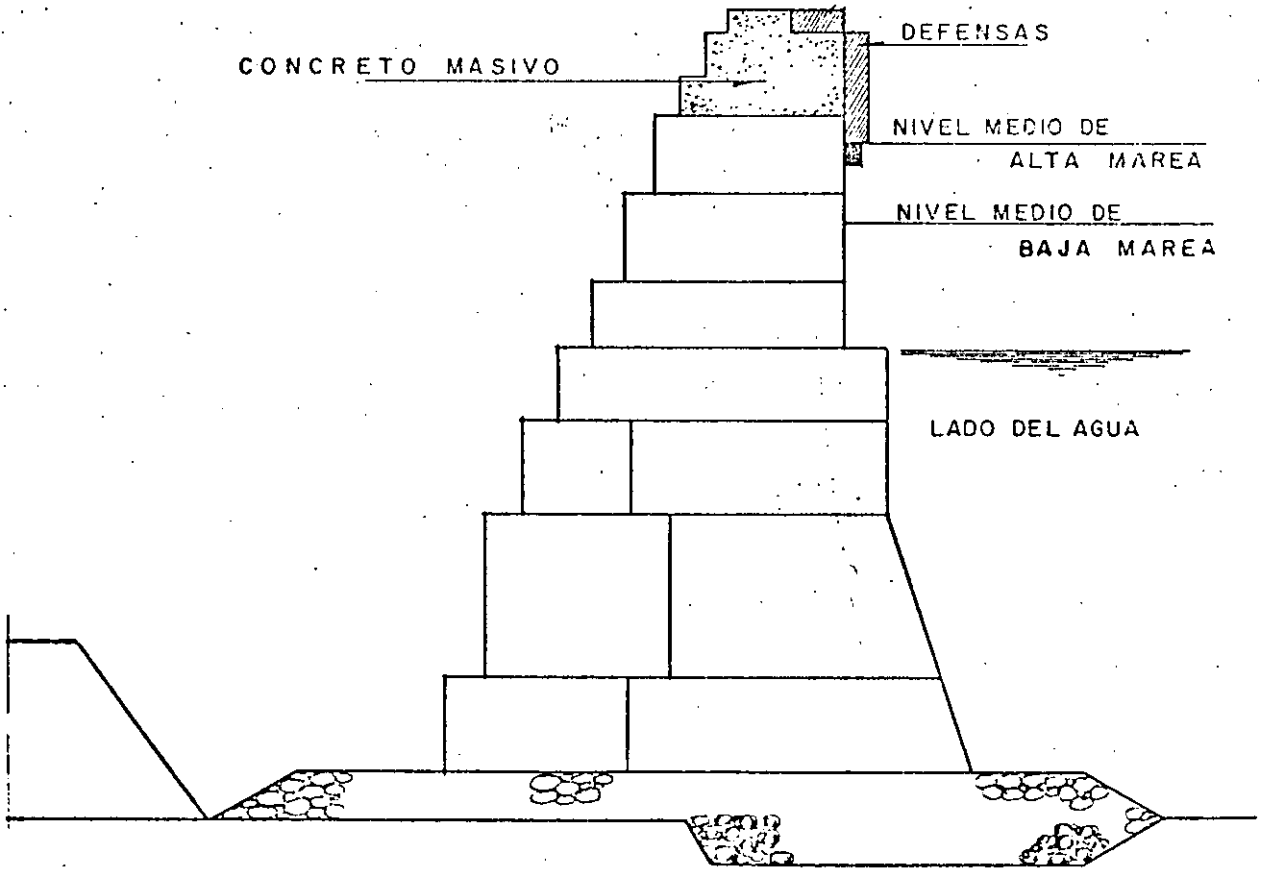 DEFENSAS
CONCRETO MASIVO
NIVEL MEDIO DE
ALTA MAREA
NIVEL MEDIO DE
BAJA MAREA
LADO DEL AGUA